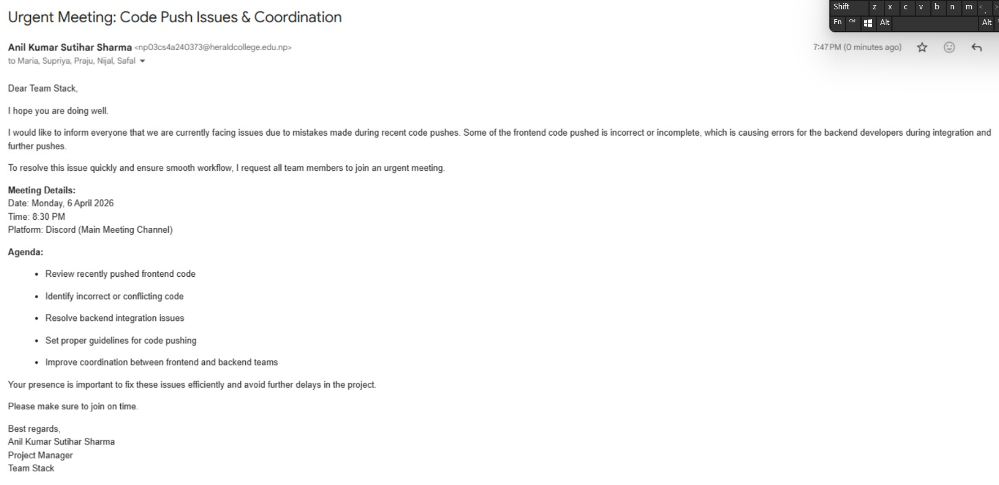 Urgent Meeting: Code Push Issues & Coordination
Anil Kumar Sutihar Sharma <np03cs4a240373@heraldcollege.edu.np>
7:47 PM (0 minutes ago)
to Maria, Supriya, Praju, Nijal, Safal
Dear Team Stack,
I hope you are doing well.
I would like to inform everyone that we are currently facing issues due to mistakes made during recent code pushes. Some of the frontend code pushed is incorrect or incomplete, which is causing errors for the backend developers during integration and
further pushes.
To resolve this issue quickly and ensure smooth workflow, I request all team members to join an urgent meeting.
Meeting Details:
Date: Monday, 6 April 2026
Time: 8:30 PM
Platform: Discord (Main Meeting Channel)
Agenda:
• Review recently pushed frontend code
• Identify incorrect or conflicting code
• Resolve backend integration issues
• Set proper guidelines for code pushing
• Improve coordination between frontend and backend teams
Your presence is important to fix these issues efficiently and avoid further delays in the project.
Please make sure to join on time.
Best regards,
Anil Kumar Sutihar Sharma
Project Manager
Team Stack
Shift z x c v b n m < , >
Fn Ctrl Alt Alt